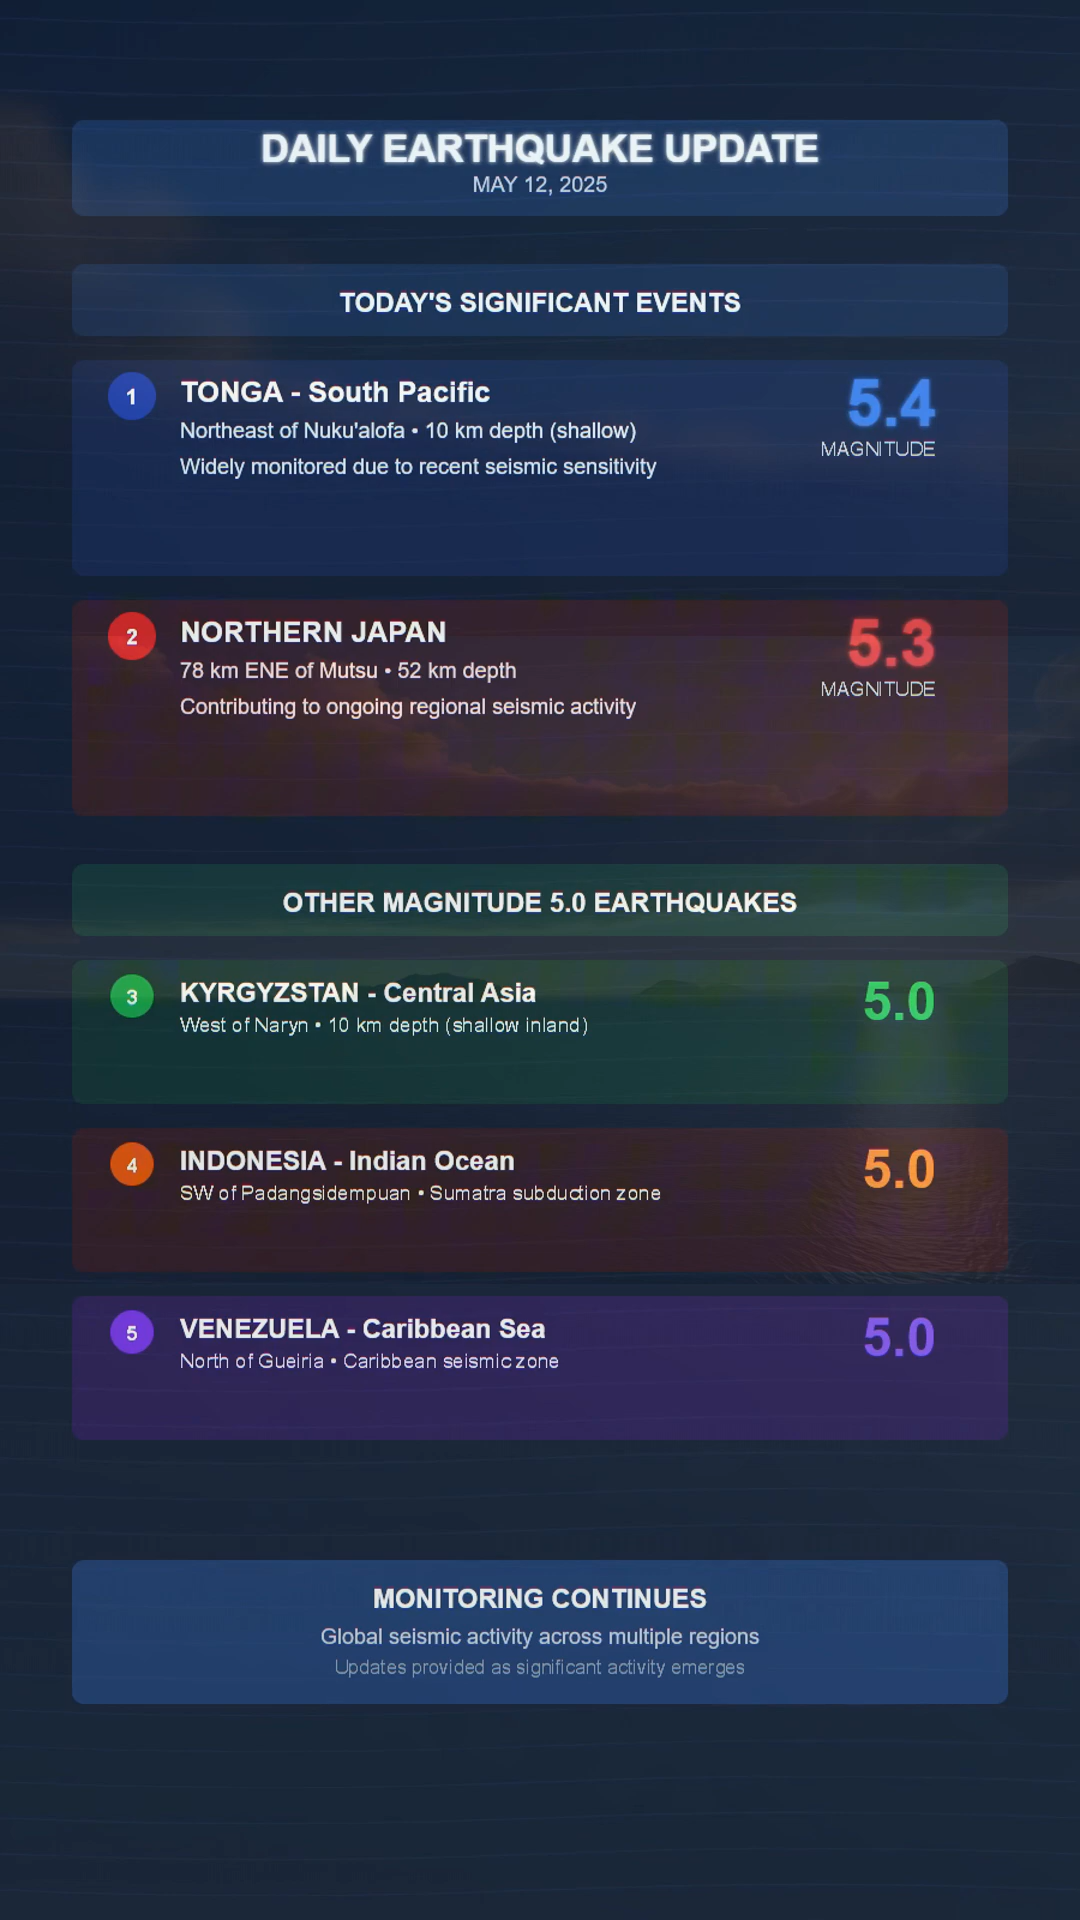 DAILY EARTHQUAKE UPDATE
MAY 12, 2025
TODAY'S SIGNIFICANT EVENTS
1
TONGA - South Pacific
5.4
Northeast of Nuku'alofa • 10 km depth (shallow)
MAGNITUDE
Widely monitored due to recent seismic sensitivity
2
NORTHERN JAPAN
5.3
78 km ENE of Mutsu • 52 km depth
MAGNITUDE
Contributing to ongoing regional seismic activity
OTHER MAGNITUDE 5.0 EARTHQUAKES
3
KYRGYZSTAN - Central Asia
5.0
West of Naryn • 10 km depth (shallow inland)
4
INDONESIA - Indian Ocean
5.0
SW of Padangsidempuan • Sumatra subduction zone
5
VENEZUELA - Caribbean Sea
5.0
North of Gueiria • Caribbean seismic zone
MONITORING CONTINUES
Global seismic activity across multiple regions
Updates provided as significant activity emerges